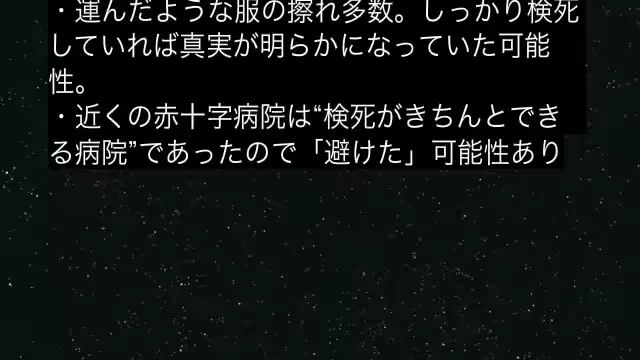 ・運んだような服の擦れ多数。しっかり検死
していれば真実が明らかになっていた可能
性。
・近くの赤十字病院は“検死がきちんとでき
る病院”であったので「避けた」可能性あり